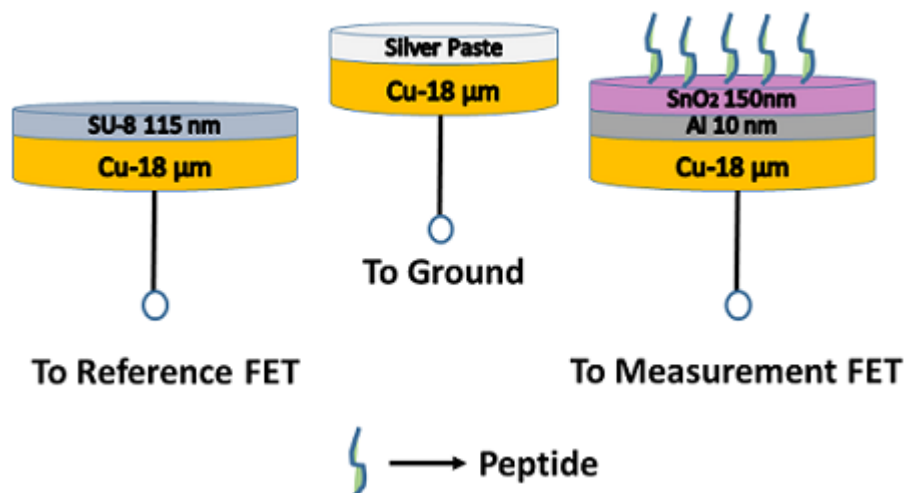 Silver Paste
Cu-18 µm
SU-8 115 nm
Cu-18 µm
SnO₂ 150nm
Al 10 nm
Cu-18 µm
To Ground
To Reference FET
To Measurement FET
Peptide